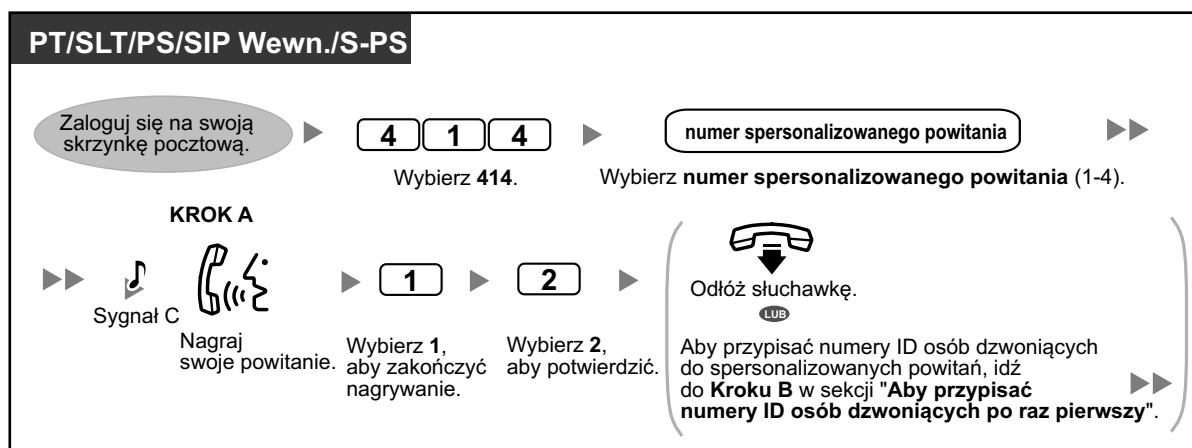 PT/SLT/PS/SIP Wewn./S-PS
Zaloguj się na swoją
skrzynkę pocztową.
4 1 4
Wybierz 414.
numer spersonalizowanego powitania
Wybierz numer spersonalizowanego powitania (1-4).
KROK A
Sygnał C
Nagraj
swoje powitanie.
1
Wybierz 1,
aby zakończyć
nagrywanie.
2
Wybierz 2,
aby potwierdzić.
Odłóż słuchawkę.
LUB
Aby przypisać numery ID osób dzwoniących
do spersonalizowanych powitań, idź
do Kroku B w sekcji "Aby przypisać
numery ID osób dzwoniących po raz pierwszy".